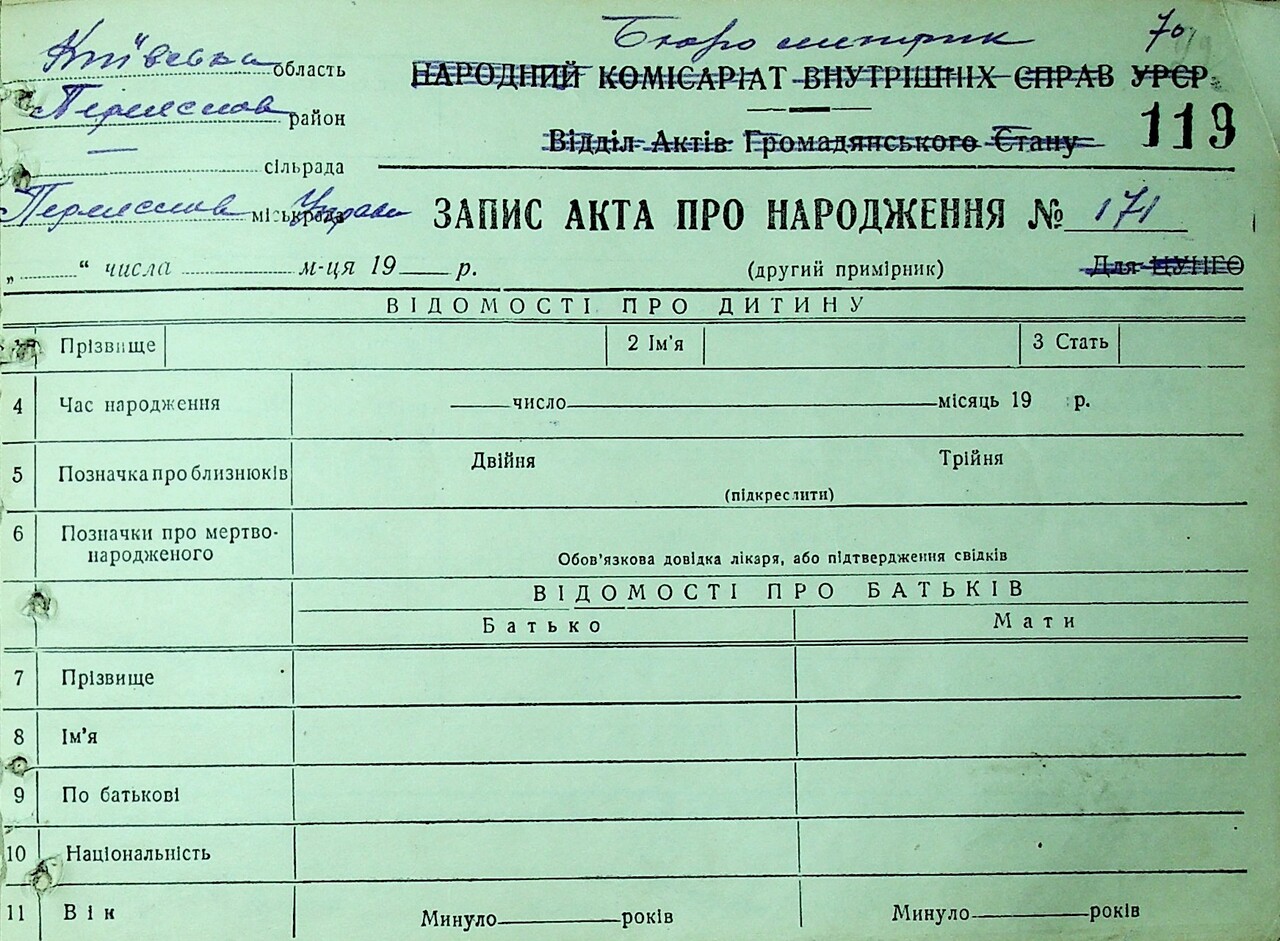 Бюро метрик 70
Київська область
НАРОДНИЙ КОМІСАРІАТ ВНУТРІШНІХ СПРАВ УРСР
Переяслов район
Відділ Актів Громадянського Стану 119
— сільрада
Переяслов міськрада Управа
ЗАПИС АКТА ПРО НАРОДЖЕННЯ № 171
„ “ числа м-ця 19 р. (другий примірник) Для ЦУНГО
ВІДОМОСТІ ПРО ДИТИНУ
Прізвище 2 Ім'я 3 Стать
4 Час народження число місяць 19 р.
5 Позначка про близнюків Двійня Трійня
(підкреслити)
6 Позначки про мертво-
народженого Обов'язкова довідка лікаря, або підтвердження свідків
ВІДОМОСТІ ПРО БАТЬКІВ
Батько Мати
7 Прізвище
8 Ім'я
9 По батькові
10 Національність
11 Вік Минуло років Минуло років